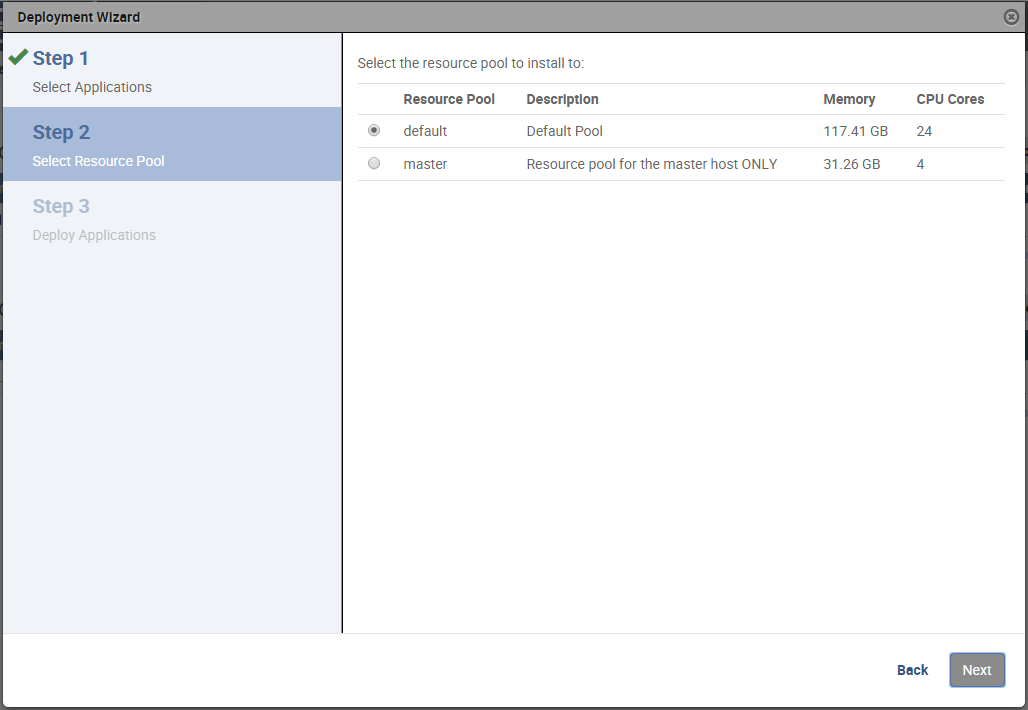 Deployment Wizard
Step 1
Select Applications
Step 2
Select Resource Pool
Step 3
Deploy Applications
Select the resource pool to install to:
Resource Pool Description Memory CPU Cores
default Default Pool 117.41 GB 24
master Resource pool for the master host ONLY 31.26 GB 4
Back Next